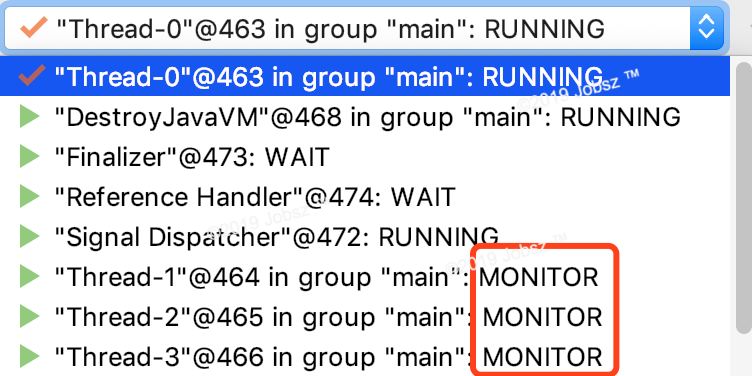 "Thread-0"@463 in group "main": RUNNING
"Thread-0"@463 in group "main": RUNNING
©2019 Jobsz ™
"DestroyJavaVM"@468 in group "main": RUNNING
"Finalizer"@473: WAIT
"Reference Handler"@474: WAIT
©2019 Jobsz ™
"Signal Dispatcher"@472: RUNNING
©2019 Jobsz ™
"Thread-1"@464 in group "main": MONITOR
"Thread-2"@465 in group "main": MONITOR
"Thread-3"@466 in group "main": MONITOR